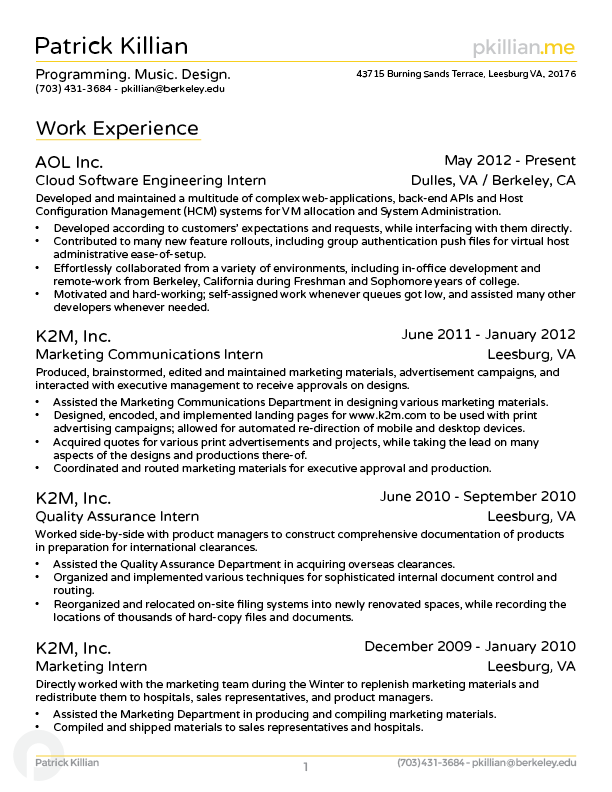 Patrick Killian
pkillian.me
Programming. Music. Design.
43715 Burning Sands Terrace, Leesburg VA, 20176
(703) 431-3684 - pkillian@berkeley.edu
Work Experience
AOL Inc.
May 2012 - Present
Cloud Software Engineering Intern
Dulles, VA / Berkeley, CA
Developed and maintained a multitude of complex web-applications, back-end APIs and Host
Configuration Management (HCM) systems for VM allocation and System Administration.
• Developed according to customers' expectations and requests, while interfacing with them directly.
• Contributed to many new feature rollouts, including group authentication push files for virtual host
administrative ease-of-setup.
• Effortlessly collaborated from a variety of environments, including in-office development and
remote-work from Berkeley, California during Freshman and Sophomore years of college.
• Motivated and hard-working; self-assigned work whenever queues got low, and assisted many other
developers whenever needed.
K2M, Inc.
June 2011 - January 2012
Marketing Communications Intern
Leesburg, VA
Produced, brainstormed, edited and maintained marketing materials, advertisement campaigns, and
interacted with executive management to receive approvals on designs.
• Assisted the Marketing Communications Department in designing various marketing materials.
• Designed, encoded, and implemented landing pages for www.k2m.com to be used with print
advertising campaigns; allowed for automated re-direction of mobile and desktop devices.
• Acquired quotes for various print advertisements and projects, while taking the lead on many
aspects of the designs and productions there-of.
• Coordinated and routed marketing materials for executive approval and production.
K2M, Inc.
June 2010 - September 2010
Quality Assurance Intern
Leesburg, VA
Worked side-by-side with product managers to construct comprehensive documentation of products
in preparation for international clearances.
• Assisted the Quality Assurance Department in acquiring overseas clearances.
• Organized and implemented various techniques for sophisticated internal document control and
routing.
• Reorganized and relocated on-site filing systems into newly renovated spaces, while recording the
locations of thousands of hard-copy files and documents.
K2M, Inc.
December 2009 - January 2010
Marketing Intern
Leesburg, VA
Directly worked with the marketing team during the Winter to replenish marketing materials and
redistribute them to hospitals, sales representatives, and product managers.
• Assisted the Marketing Department in producing and compiling marketing materials.
• Compiled and shipped materials to sales representatives and hospitals.
Patrick Killian
1
(703) 431-3684 - pkillian@berkeley.edu